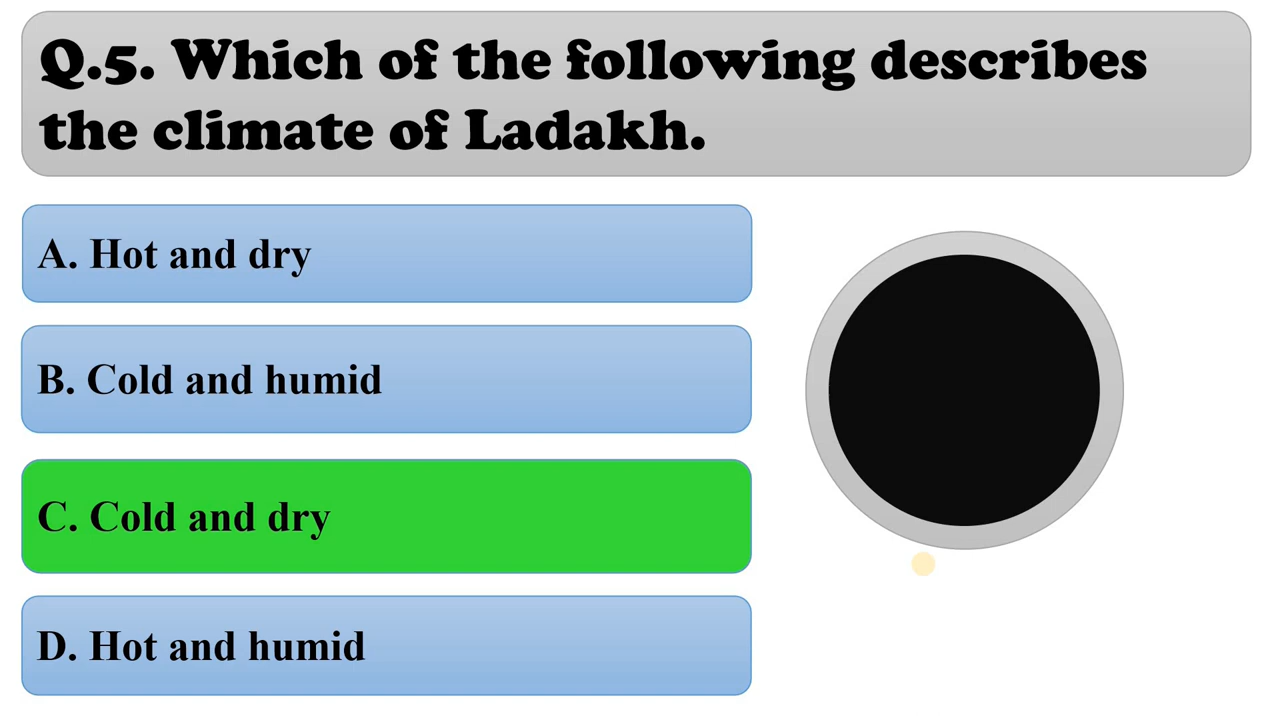 Q.5. Which of the following describes
the climate of Ladakh.
A. Hot and dry
B. Cold and humid
C. Cold and dry
D. Hot and humid